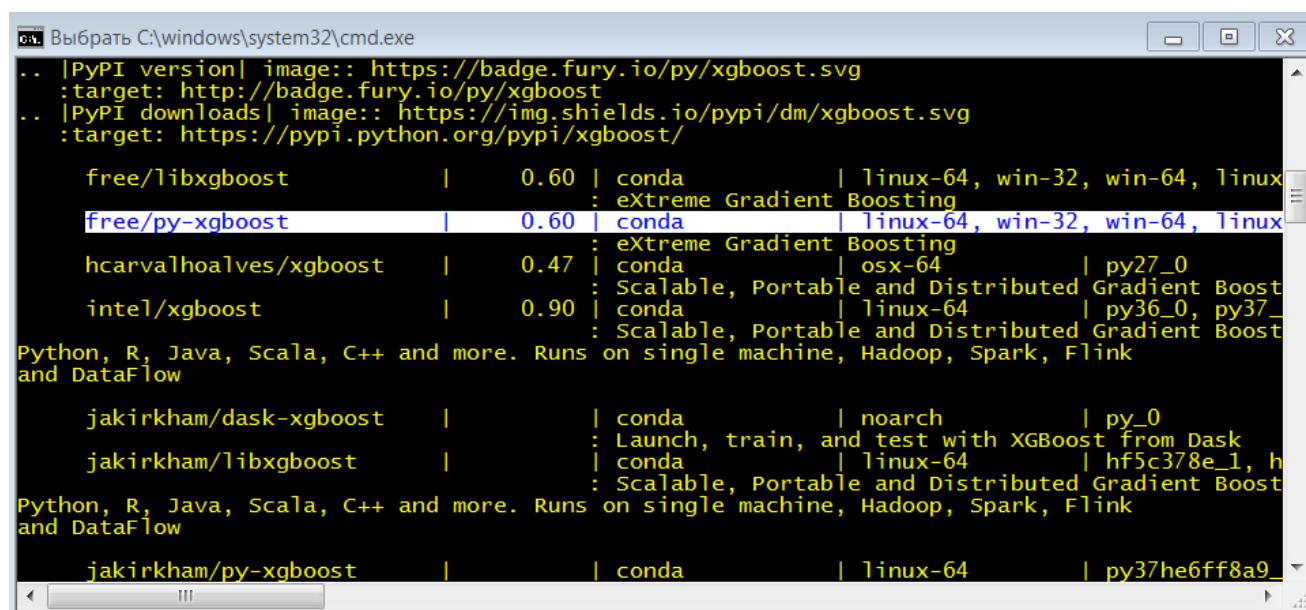 Выбрать C:\windows\system32\cmd.exe
.. |PyPI version| image:: https://badge.fury.io/py/xgboost.svg
:target: http://badge.fury.io/py/xgboost
.. |PyPI downloads| image:: https://img.shields.io/pypi/dm/xgboost.svg
:target: https://pypi.python.org/pypi/xgboost/
free/libxgboost | 0.60 | conda | linux-64, win-32, win-64, linux
: eXtreme Gradient Boosting
free/py-xgboost | 0.60 | conda | linux-64, win-32, win-64, linux
: eXtreme Gradient Boosting
hcarvalhoalves/xgboost | 0.47 | conda | osx-64 | py27_0
: Scalable, Portable and Distributed Gradient Boost
intel/xgboost | 0.90 | conda | linux-64 | py36_0, py37_
: Scalable, Portable and Distributed Gradient Boost
Python, R, Java, Scala, C++ and more. Runs on single machine, Hadoop, Spark, Flink
and DataFlow
jakirkham/dask-xgboost | | conda | noarch | py_0
: Launch, train, and test with XGBoost from Dask
jakirkham/libxgboost | | conda | linux-64 | hf5c378e_1, h
: Scalable, Portable and Distributed Gradient Boost
Python, R, Java, Scala, C++ and more. Runs on single machine, Hadoop, Spark, Flink
and DataFlow
jakirkham/py-xgboost | | conda | linux-64 | py37he6ff8a9_